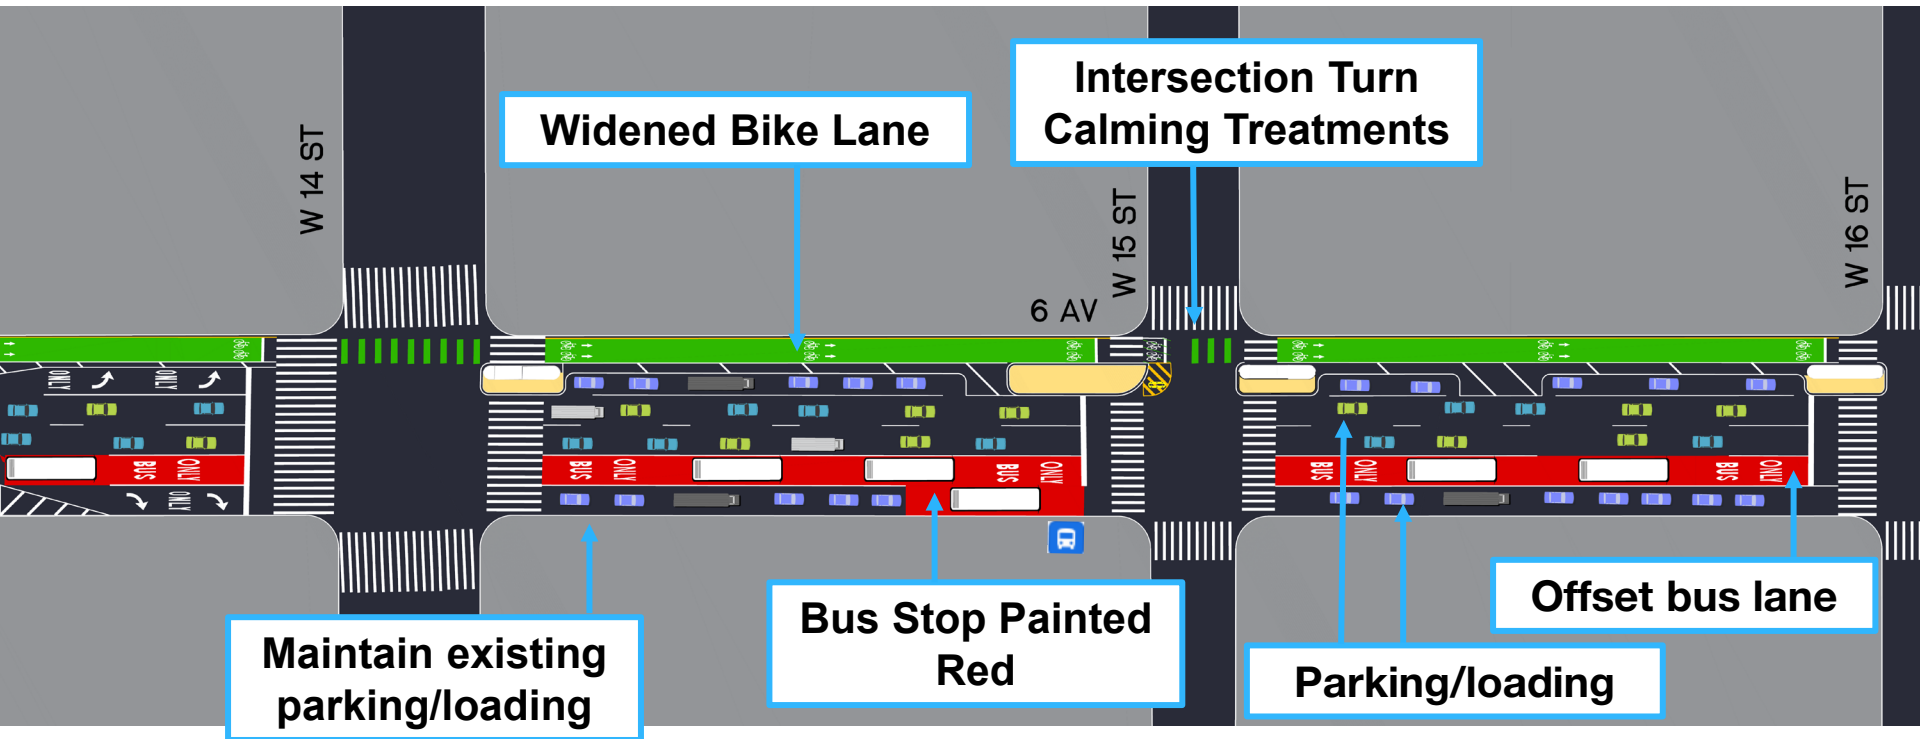 Intersection Turn
Calming Treatments
Widened Bike Lane
W 14 ST
W 15 ST
W 16 ST
6 AV
ONLY
ONLY
BUS
ONLY
ONLY
BUS
ONLY
BUS
ONLY
BUS
ONLY
BUS
ONLY
Maintain existing
parking/loading
Bus Stop Painted
Red
Parking/loading
Offset bus lane